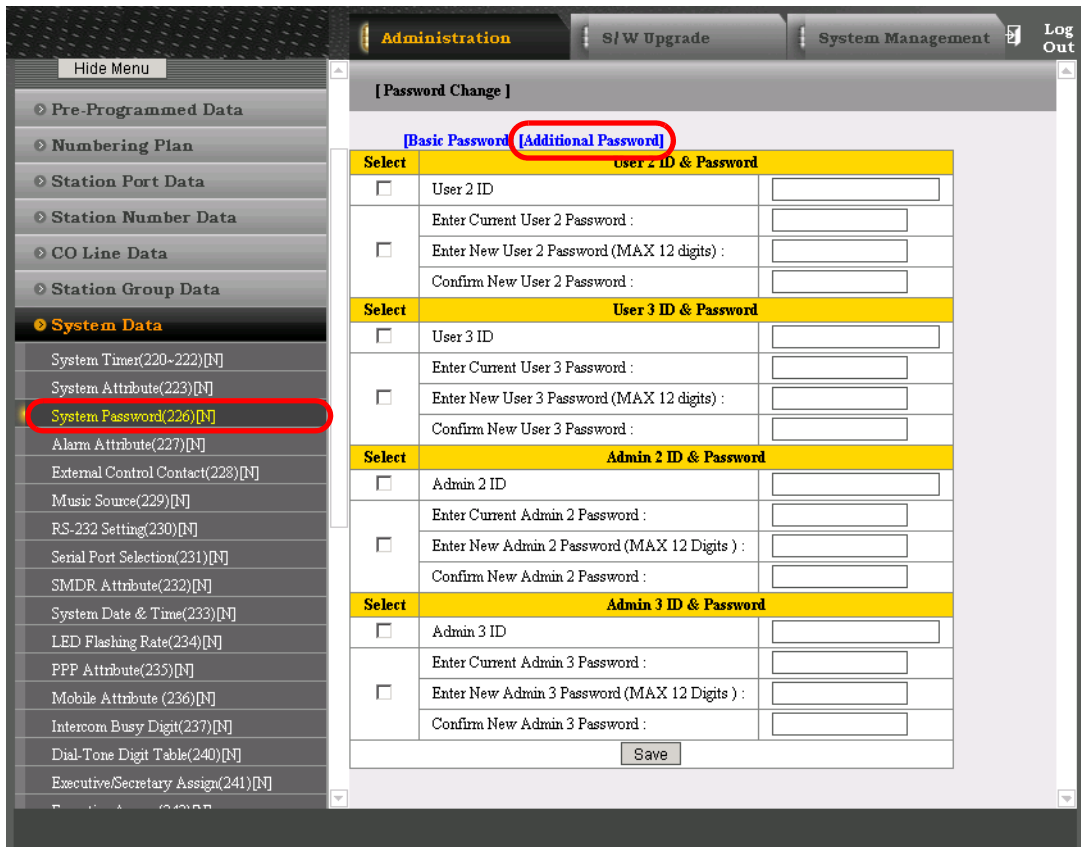 Administration
S/W Upgrade
System Management
Log Out
Hide Menu
Pre-Programmed Data
Numbering Plan
Station Port Data
Station Number Data
CO Line Data
Station Group Data
System Data
System Timer(220~222)[N]
System Attribute(223)[N]
System Password(226)[N]
Alarm Attribute(227)[N]
External Control Contact(228)[N]
Music Source(229)[N]
RS-232 Setting(230)[N]
Serial Port Selection(231)[N]
SMDR Attribute(232)[N]
System Date & Time(233)[N]
LED Flashing Rate(234)[N]
PPP Attribute(235)[N]
Mobile Attribute (236)[N]
Intercom Busy Digit(237)[N]
Dial-Tone Digit Table(240)[N]
Executive/Secretary Assign(241)[N]
[ Password Change ]
[Basic Password] [Additional Password]
Select User 2 ID & Password
User 2 ID
Enter Current User 2 Password :
Enter New User 2 Password (MAX 12 digits) :
Confirm New User 2 Password :
Select User 3 ID & Password
User 3 ID
Enter Current User 3 Password :
Enter New User 3 Password (MAX 12 digits) :
Confirm New User 3 Password :
Select Admin 2 ID & Password
Admin 2 ID
Enter Current Admin 2 Password :
Enter New Admin 2 Password (MAX 12 Digits ) :
Confirm New Admin 2 Password :
Select Admin 3 ID & Password
Admin 3 ID
Enter Current Admin 3 Password :
Enter New Admin 3 Password (MAX 12 Digits ) :
Confirm New Admin 3 Password :
Save